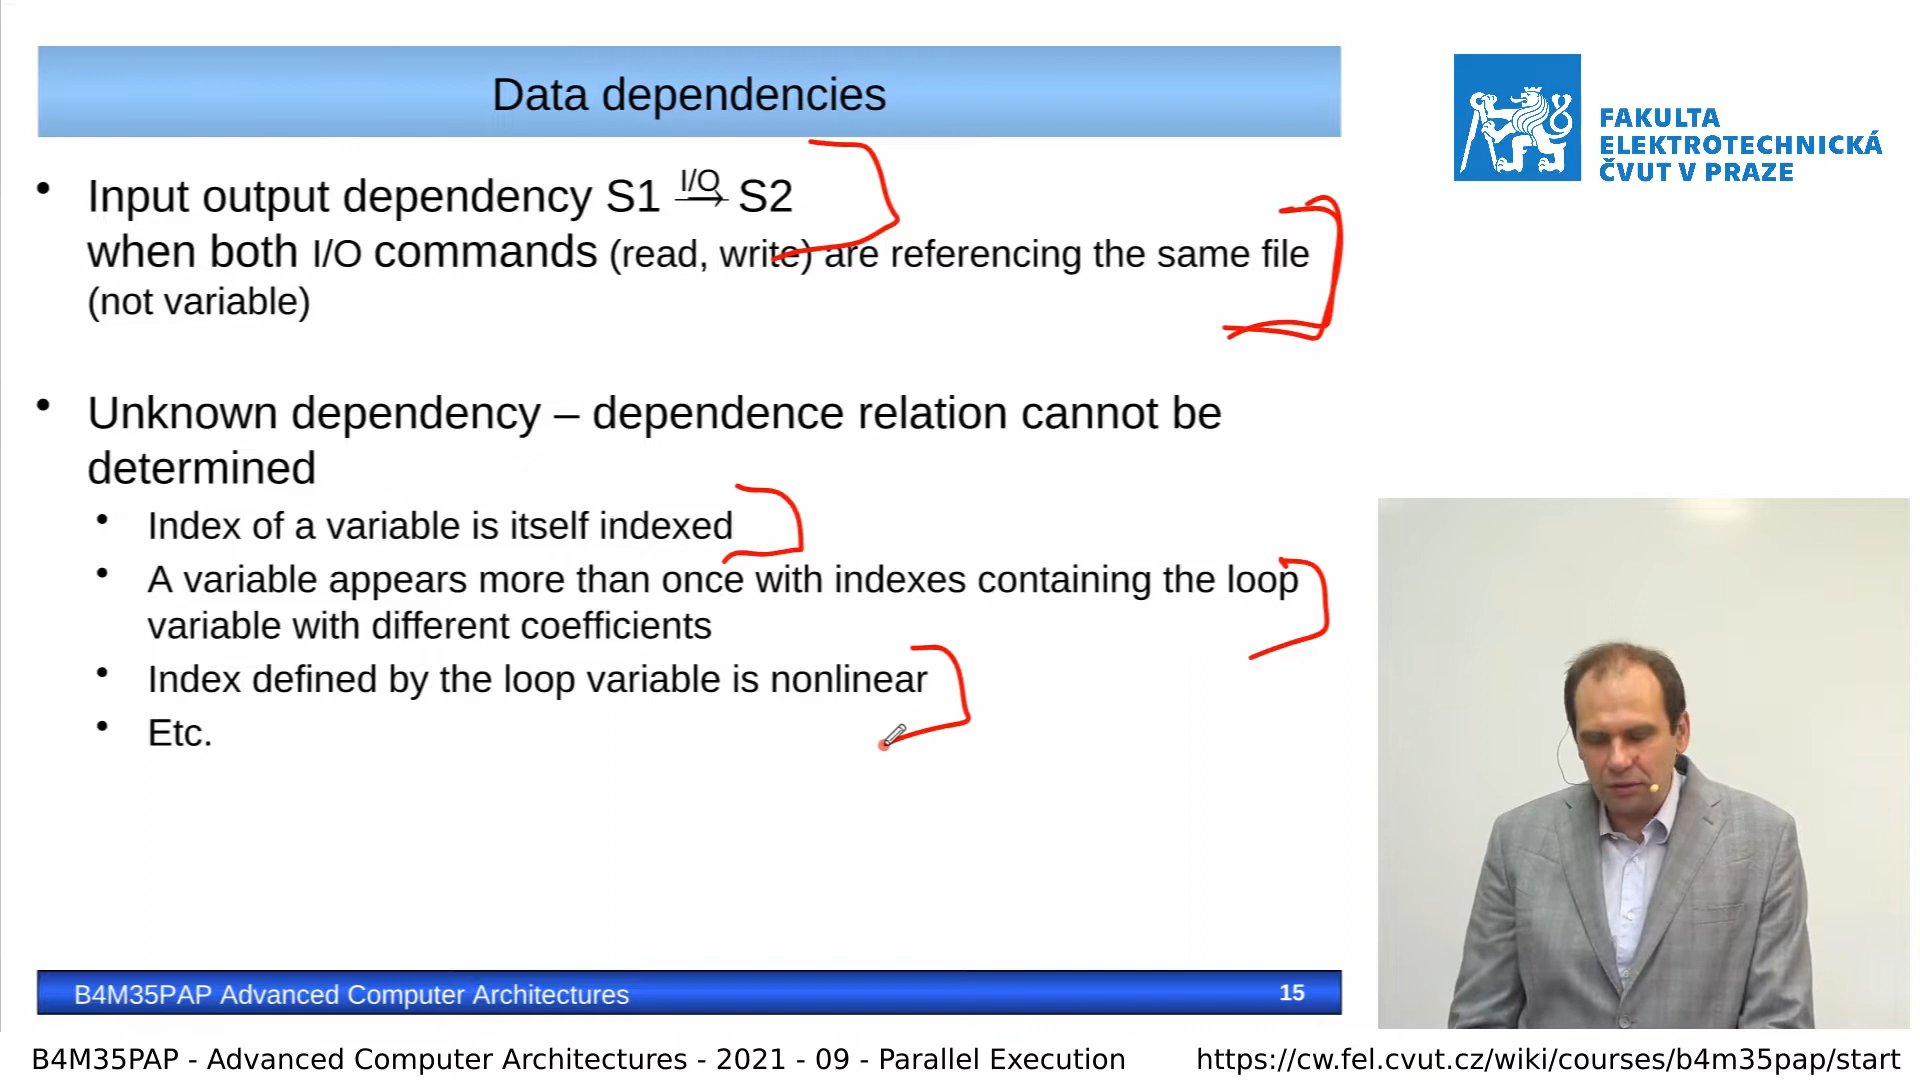 Data dependencies
• Input output dependency S1 I/O → S2
when both I/O commands (read, write) are referencing the same file
(not variable)
• Unknown dependency – dependence relation cannot be
determined
• Index of a variable is itself indexed
• A variable appears more than once with indexes containing the loop
variable with different coefficients
• Index defined by the loop variable is nonlinear
• Etc.
B4M35PAP Advanced Computer Architectures 15
FAKULTA
ELEKTROTECHNICKÁ
ČVUT V PRAZE
B4M35PAP - Advanced Computer Architectures - 2021 - 09 - Parallel Execution
https://cw.fel.cvut.cz/wiki/courses/b4m35pap/start